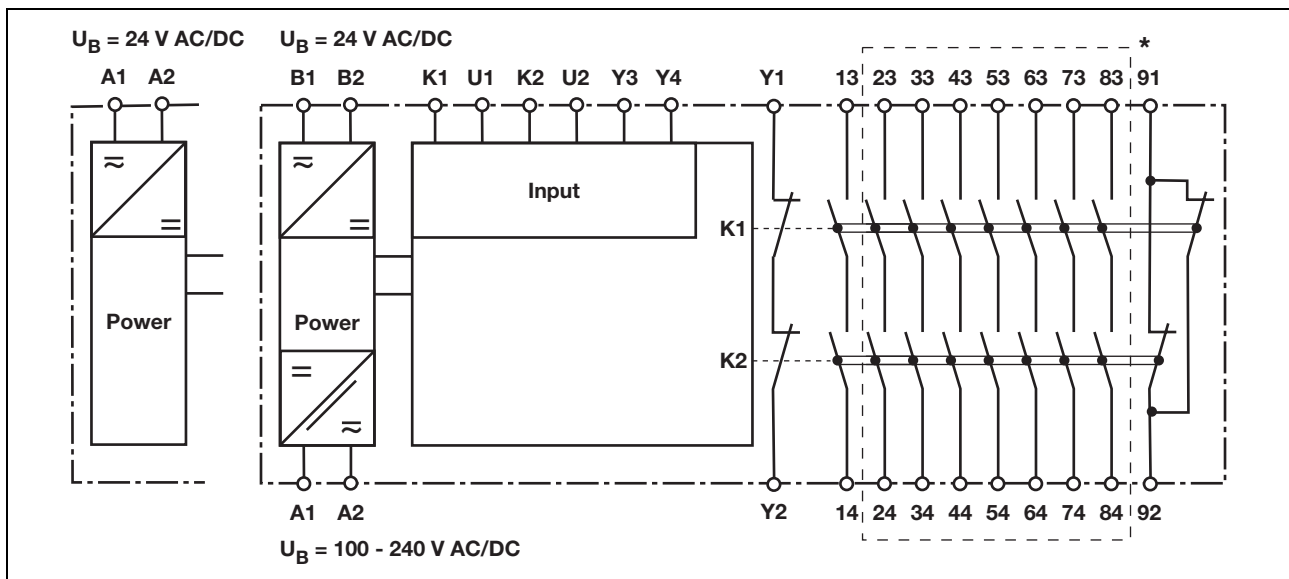 U_B = 24 V AC/DC
U_B = 24 V AC/DC
*
A1 A2
B1 B2 K1 U1 K2 U2 Y3 Y4 Y1 13 23 33 43 53 63 73 83 91
Input
K1
Power
Power
K2
A1 A2 Y2 14 24 34 44 54 64 74 84 92
U_B = 100 - 240 V AC/DC